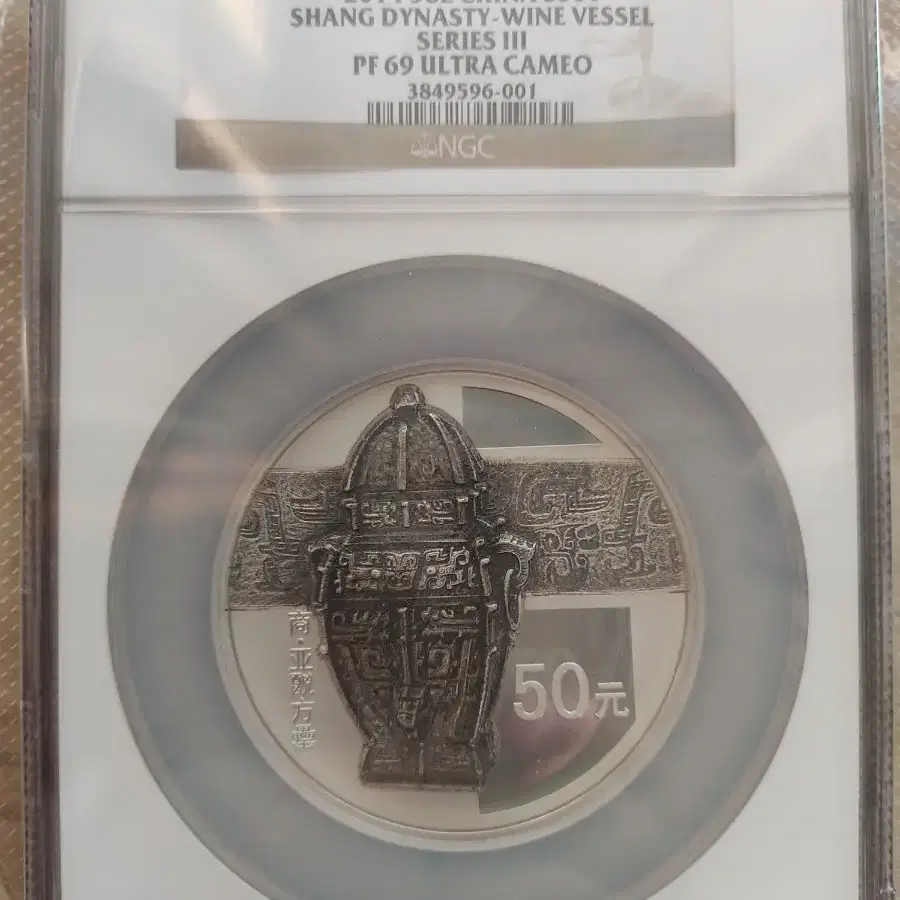 SHANG DYNASTY-WINE VESSEL
SERIES III
PF 69 ULTRA CAMEO
3849596-001
NGC
商·亚𠭯方罍
50元